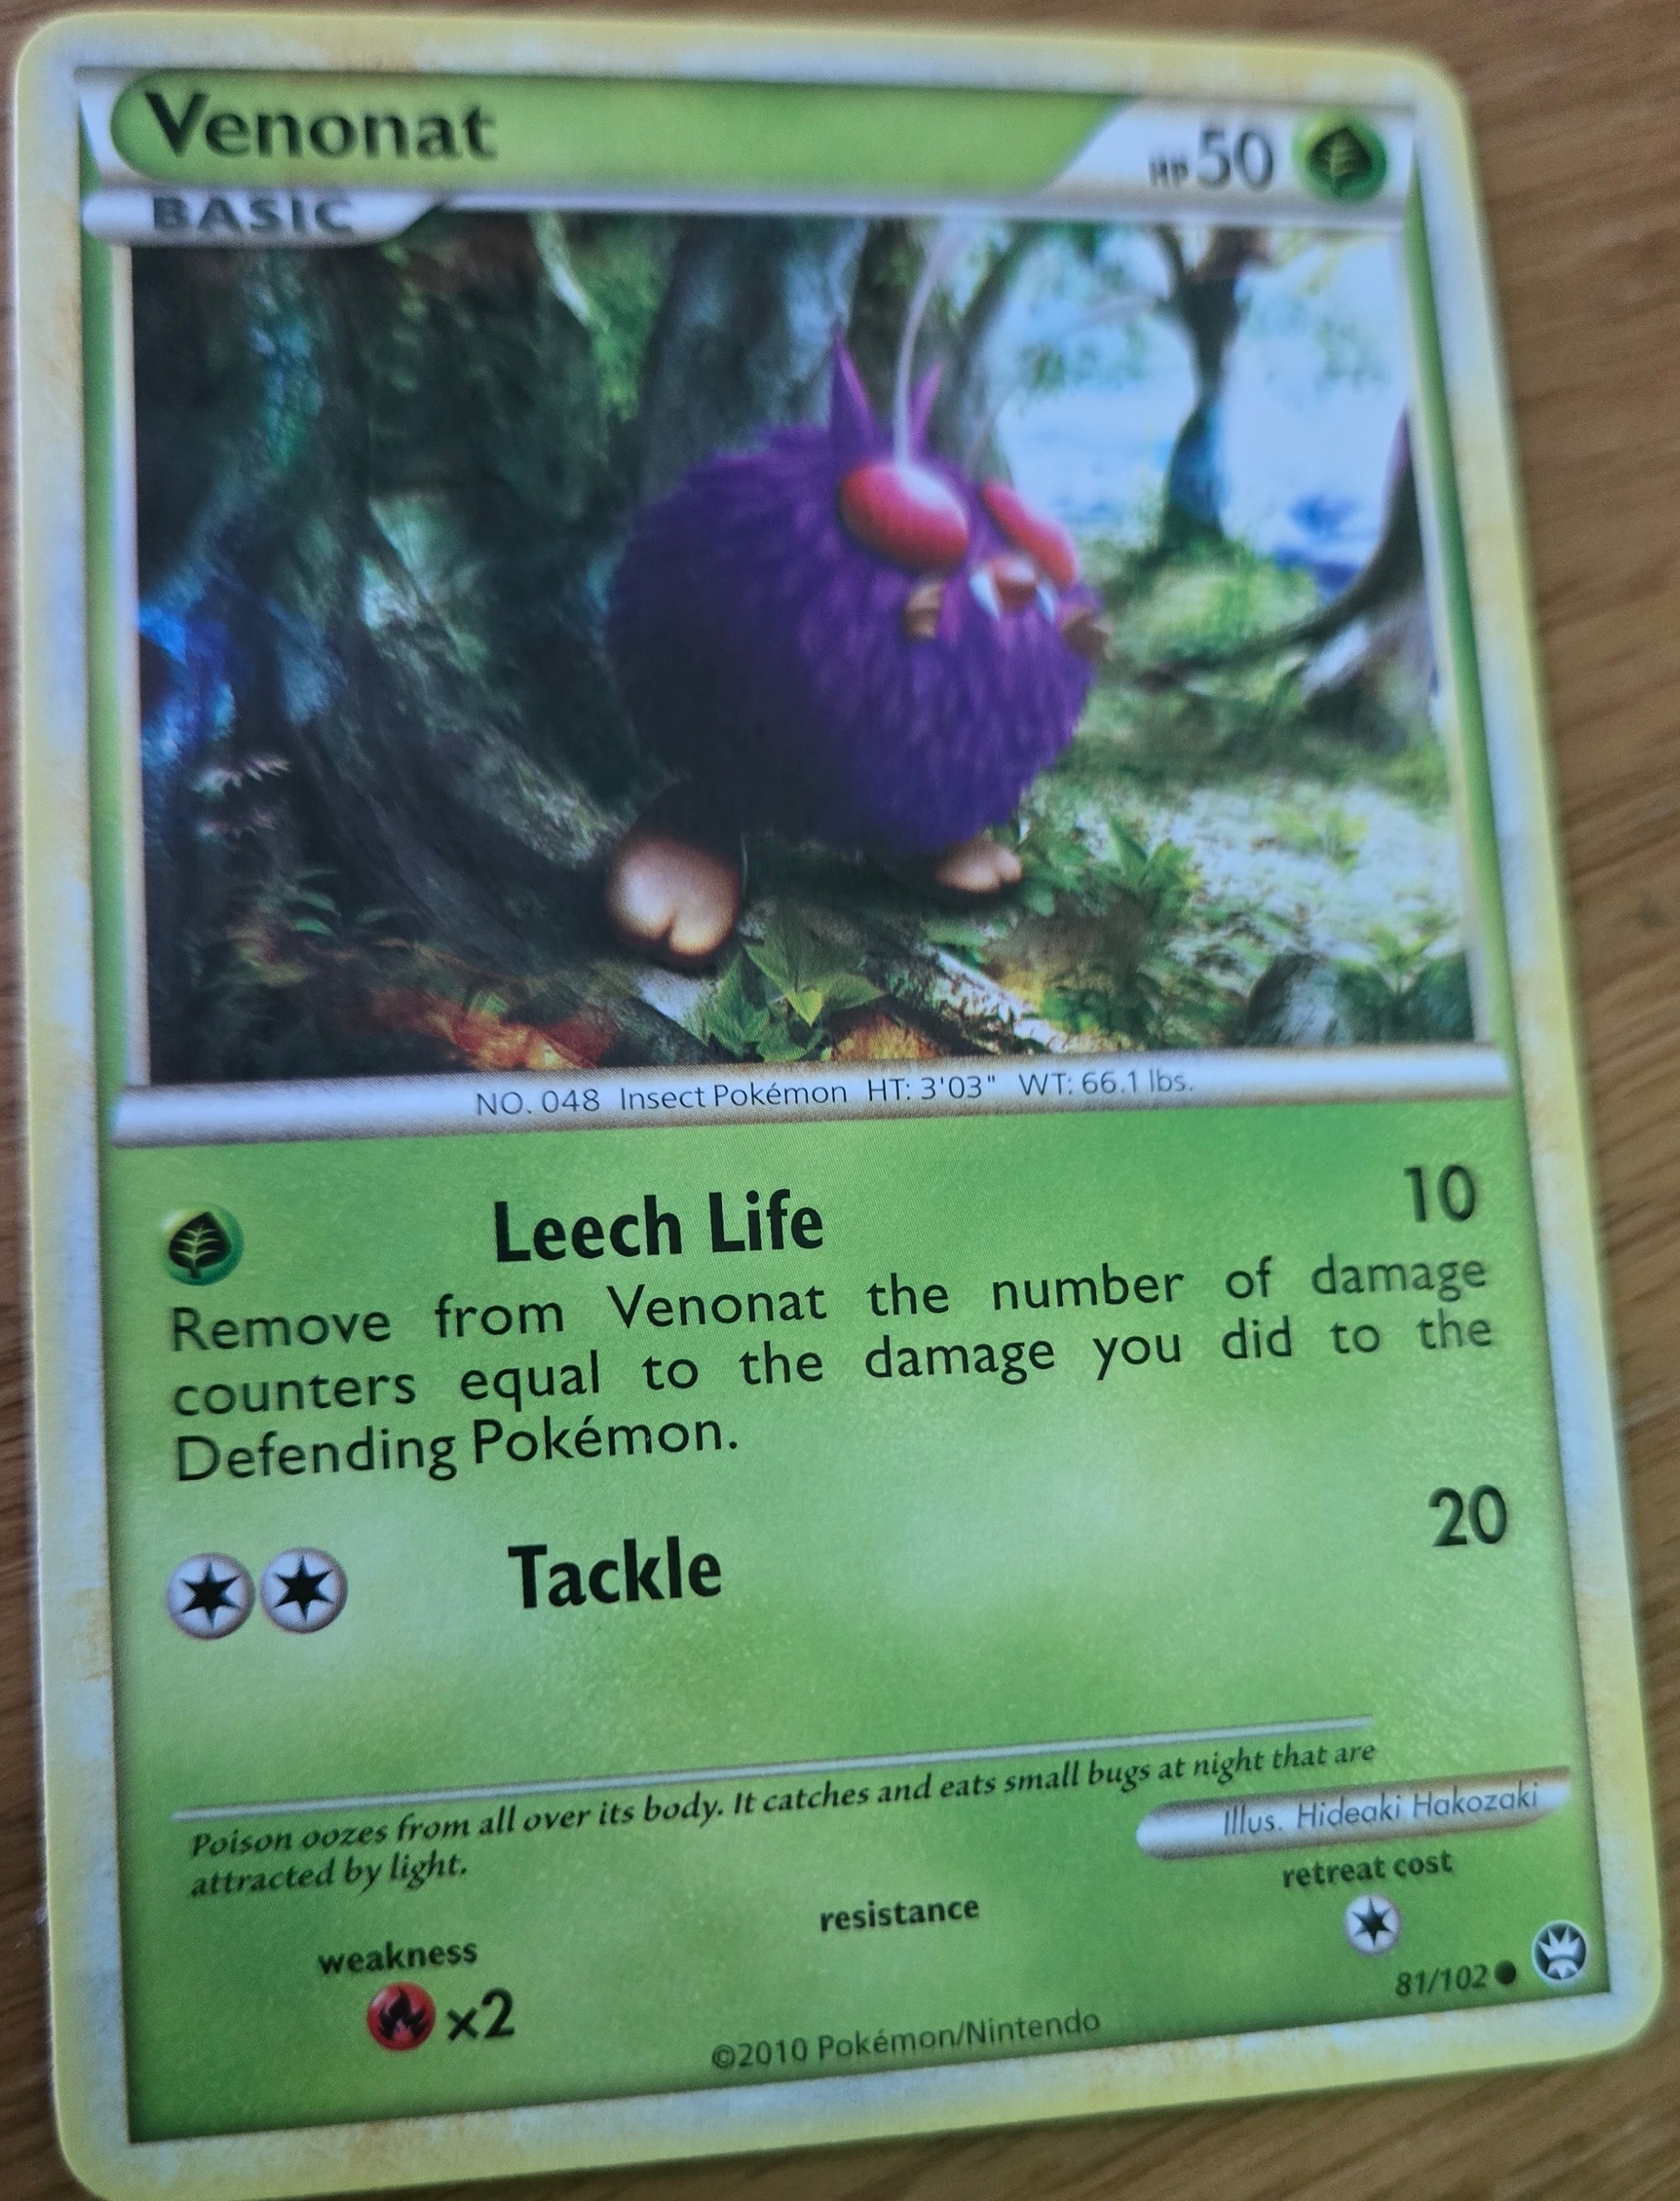 Venonat
HP 50
BASIC
NO. 048 Insect Pokémon HT: 3'03" WT: 66.1 lbs.
Leech Life 10
Remove from Venonat the number of damage
counters equal to the damage you did to the
Defending Pokémon.
Tackle 20
Poison oozes from all over its body. It catches and eats small bugs at night that are
attracted by light.
Illus. Hideaki Hakozaki
weakness
x2
resistance
retreat cost
81/102
©2010 Pokémon/Nintendo